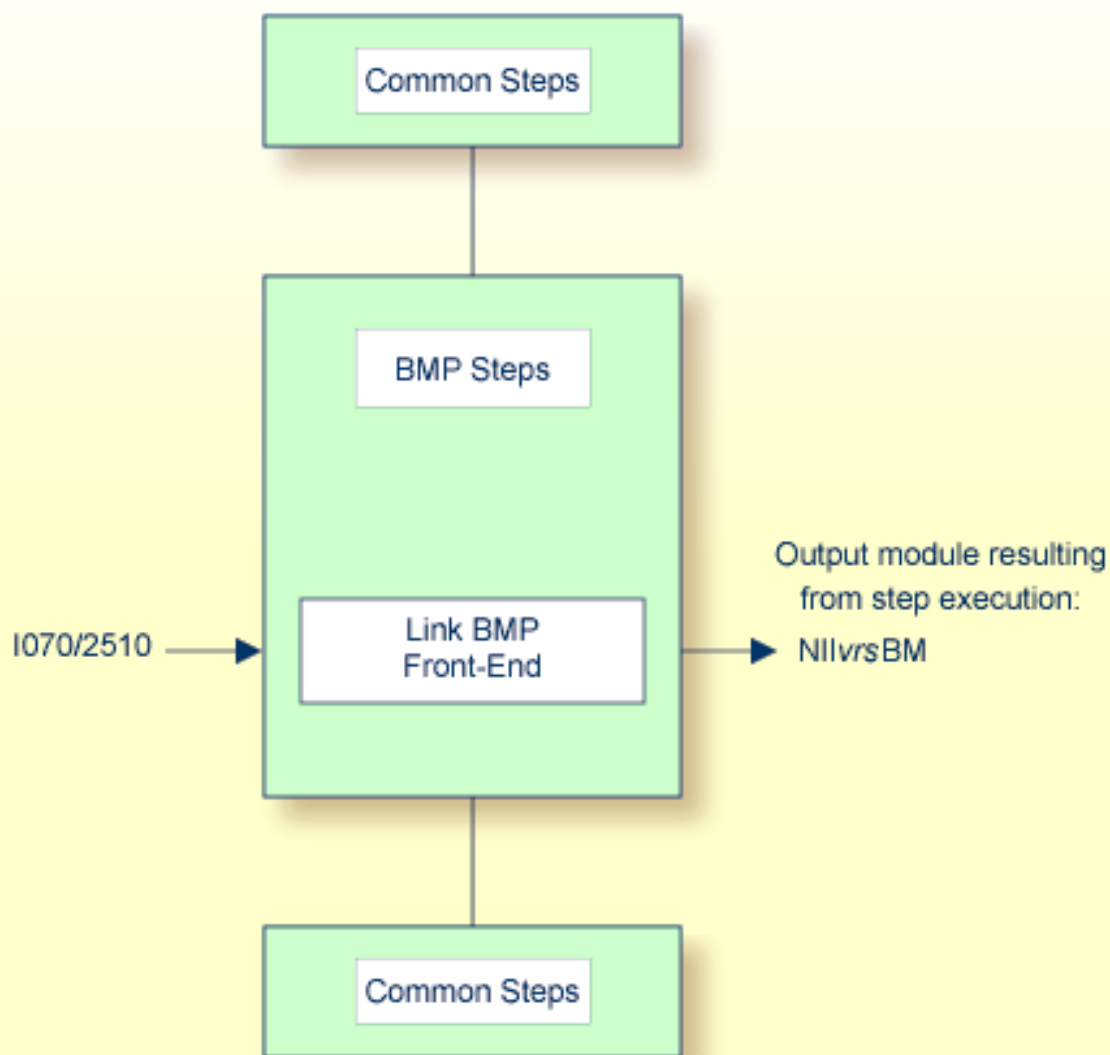 Common Steps
BMP Steps
Output module resulting
from step execution:
I070/2510
Link BMP
Front-End
NIIvrsBM
Common Steps